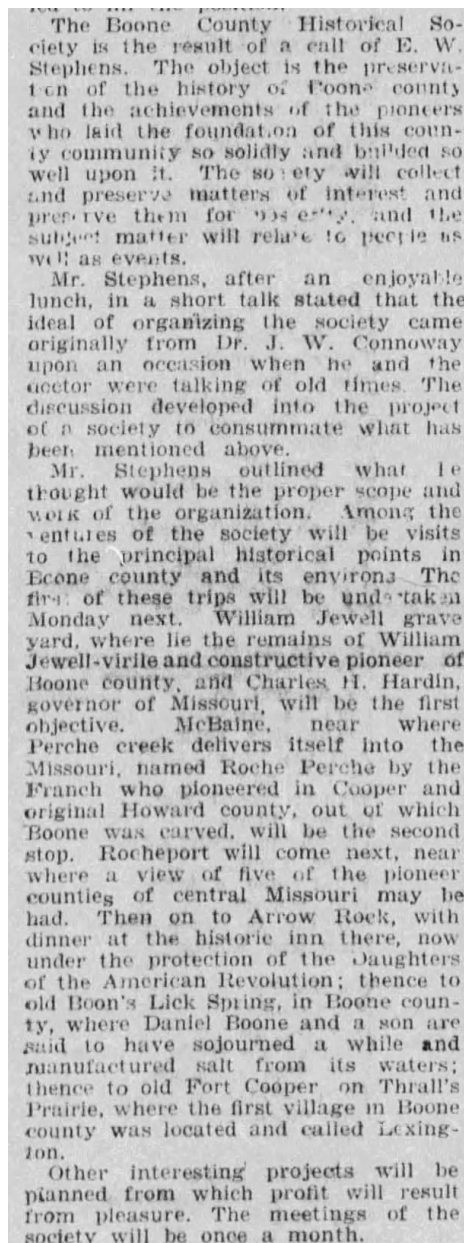 led to fill the position.
The Boone County Historical So-
ciety is the result of a call of E. W.
Stephens. The object is the preserva-
tion of the history of Boone county
and the achievements of the pioneers
who laid the foundation of this coun-
ty community so solidly and builded so
well upon it. The society will collect
and preserve matters of interest and
preserve them for posterity, and the
subject matter will relate to people as
well as events.
Mr. Stephens, after an enjoyable
lunch, in a short talk stated that the
ideal of organizing the society came
originally from Dr. J. W. Connoway
upon an occasion when he and the
doctor were talking of old times. The
discussion developed into the project
of a society to consummate what has
been mentioned above.
Mr. Stephens outlined what he
thought would be the proper scope and
work of the organization. Among the
ventures of the society will be visits
to the principal historical points in
Boone county and its environs. The
first of these trips will be undertaken
Monday next. William Jewell grave
yard, where lie the remains of William
Jewell-virile and constructive pioneer of
Boone county, and Charles H. Hardin,
governor of Missouri, will be the first
objective. McBaine, near where
Perche creek delivers itself into the
Missouri, named Roche Perche by the
Franch who pioneered in Cooper and
original Howard county, out of which
Boone was carved, will be the second
stop. Rocheport will come next, near
where a view of five of the pioneer
counties of central Missouri may be
had. Then on to Arrow Rock, with
dinner at the historic inn there, now
under the protection of the Daughters
of the American Revolution; thence to
old Boon's Lick Spring, in Boone coun-
ty, where Daniel Boone and a son are
said to have sojourned a while and
manufactured salt from its waters;
thence to old Fort Cooper on Thrall's
Prairie, where the first village in Boone
county was located and called Lexing-
ton.
Other interesting projects will be
planned from which profit will result
from pleasure. The meetings of the
society will be once a month.